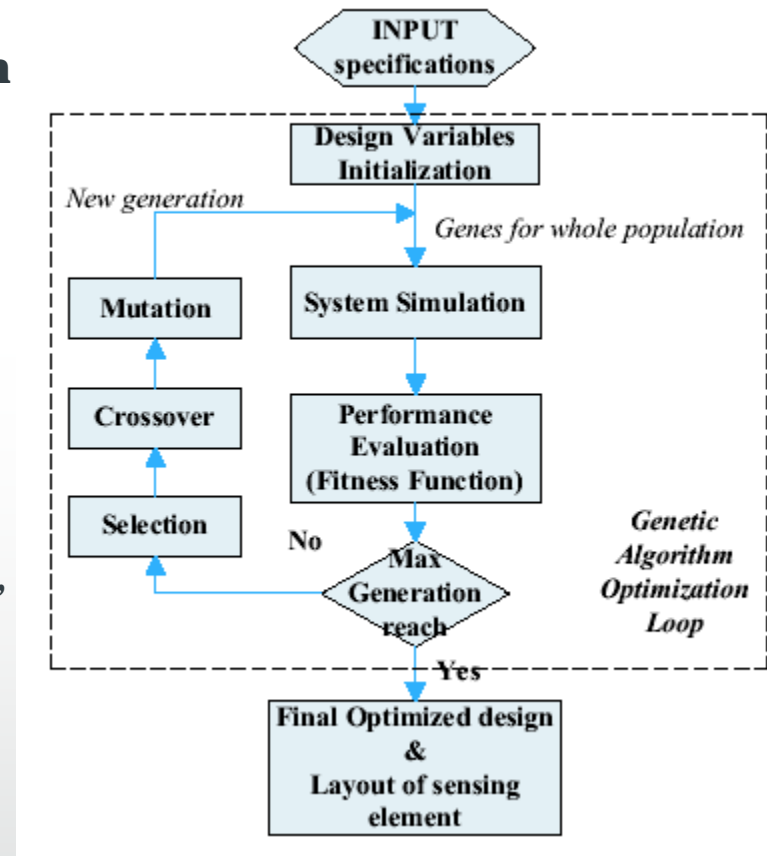 INPUT
specifications
Design Variables
Initialization
New generation
Genes for whole population
Mutation
System Simulation
Crossover
Performance
Evaluation
(Fitness Function)
Selection
No
Max
Generation
reach
Genetic
Algorithm
Optimization
Loop
Yes
Final Optimized design
&
Layout of sensing
element